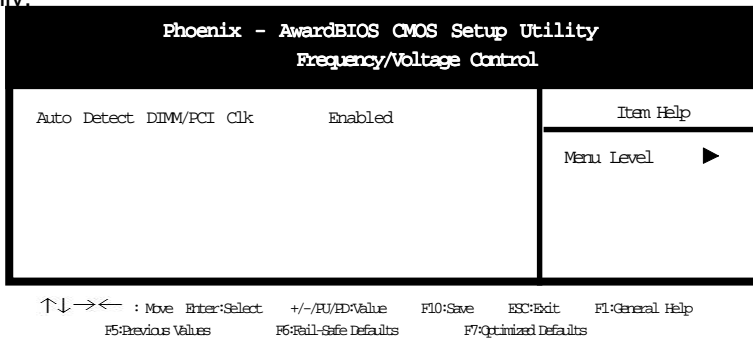 Phoenix - AwardBIOS CMOS Setup Utility
Frequency/Voltage Control
Auto Detect DIMM/PCI Clk Enabled
Item Help
Menu Level ▶
↑↓→← : Move Enter:Select +/-/PU/PD:Value F10:Save ESC:Exit F1:General Help
F5:Previous Values F6:Fail-Safe Defaults F7:Optimized Defaults